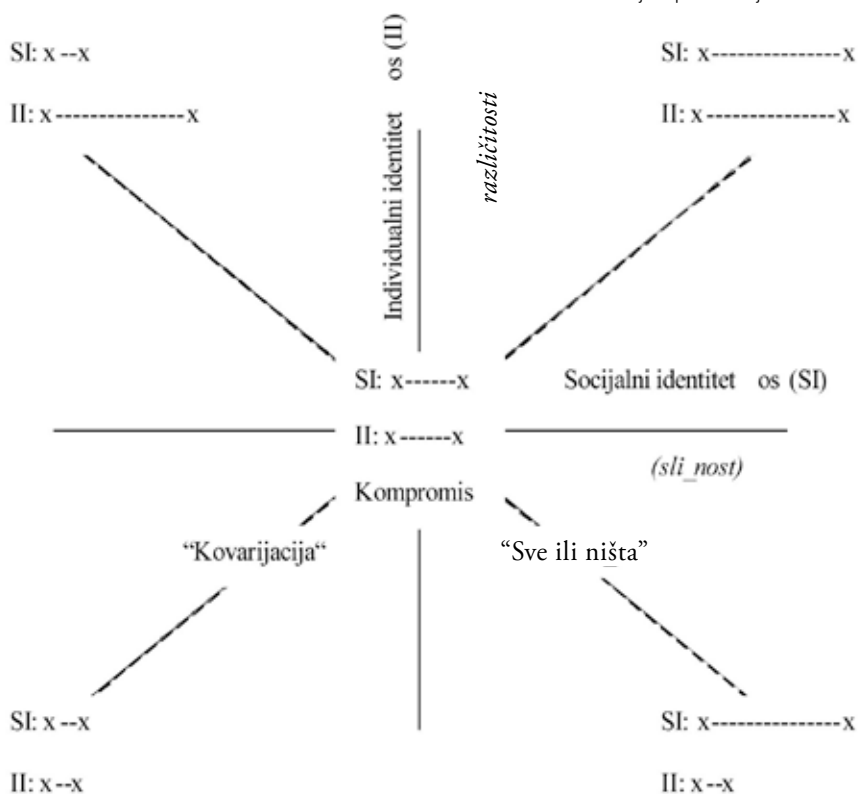 SI: x --x
II: x ---------------x
Individualni identitet os (II)
različitosti
SI: x---------------x
II: x ---------------x
SI: x------x
II: x ------x
Kompromis
Socijalni identitet os (SI)
(sli_nost)
“Kovarijacija“
“Sve ili ništa”
SI: x --x
II: x --x
SI: x---------------x
II: x --x